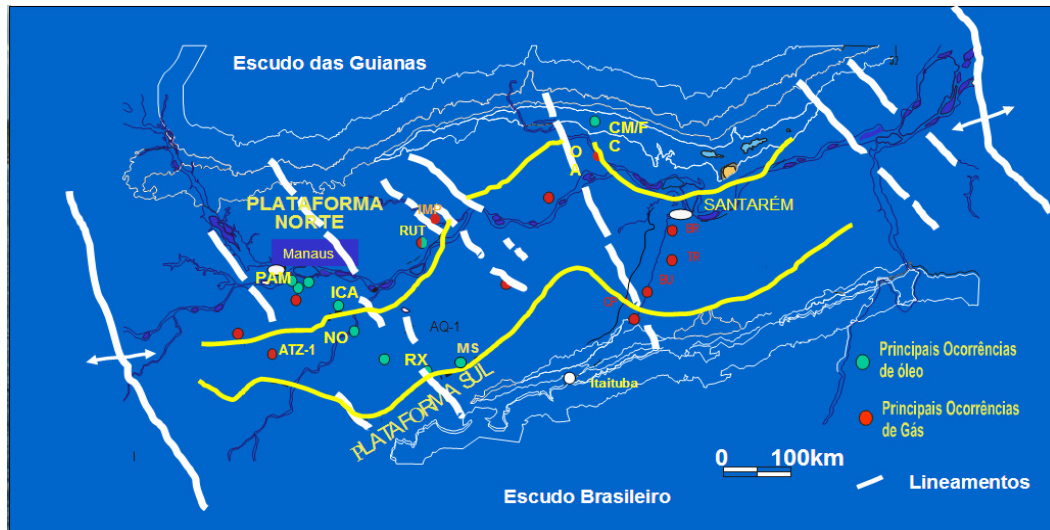 Escudo das Guianas
CM/F
C
O
A
PLATAFORMA
NORTE
SANTARÉM
RUT
Manaus
BR
PAM
ICA
AQ-1
NO
MS
ATZ-1
RX
Principais Ocorrências
de óleo
PLATAFORMA SUL
Itaituba
Principais Ocorrências
de Gás
0 100km
Lineamentos
Escudo Brasileiro